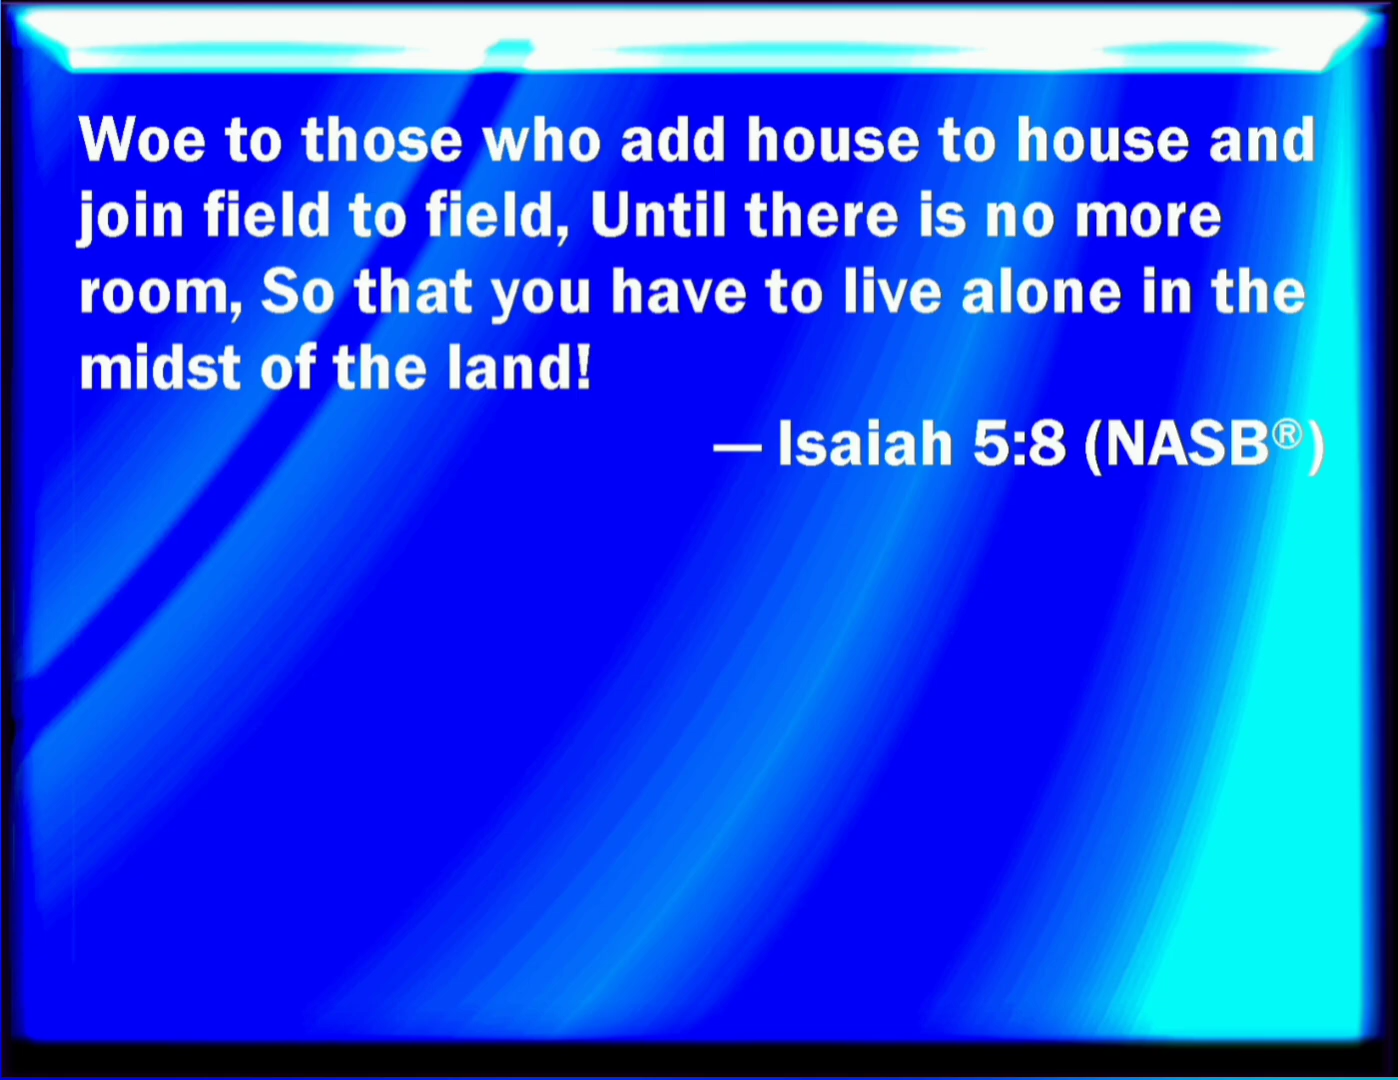 Woe to those who add house to house and
join field to field, Until there is no more
room, So that you have to live alone in the
midst of the land!
— Isaiah 5:8 (NASB®)